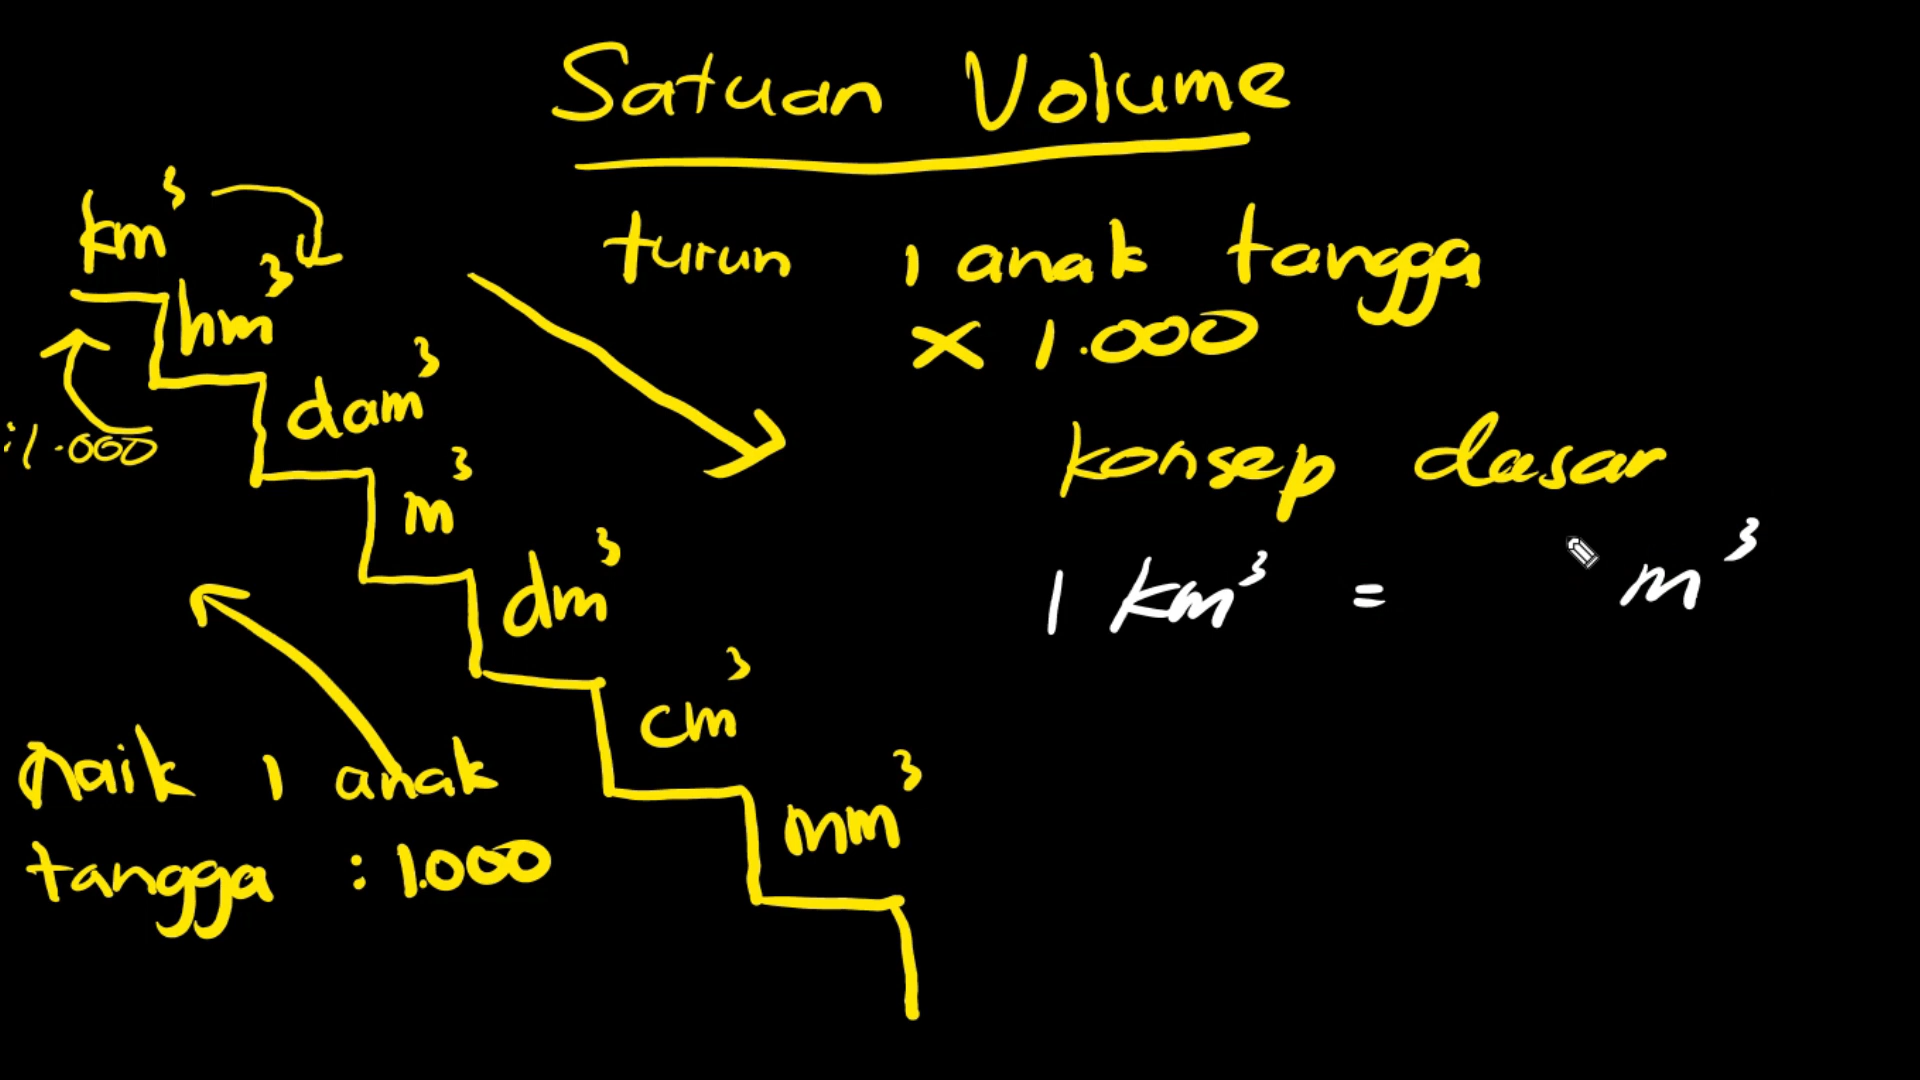 Satuan Volume
km³
hm³
dam³
m³
dm³
cm³
mm³
:1.000
turun 1 anak tangga
× 1.000
konsep dasar
1 km³ = m³
naik 1 anak
tangga : 1.000